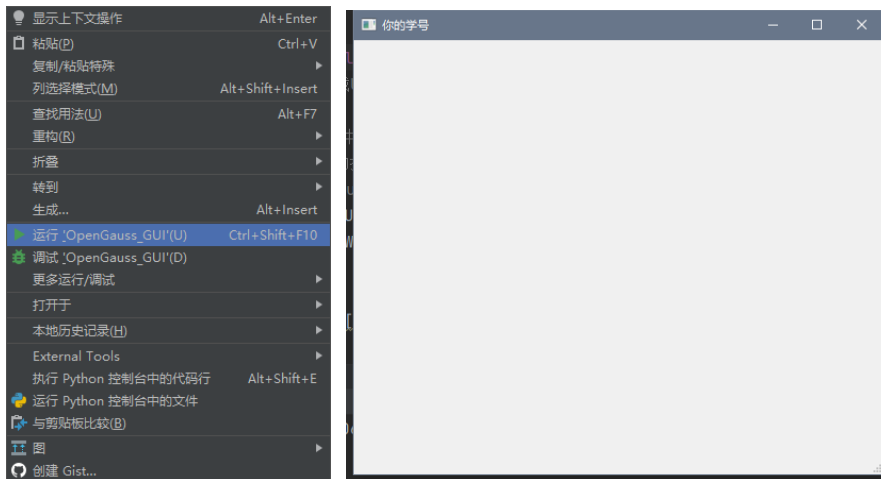 显示上下文操作 Alt+Enter
粘贴(P) Ctrl+V
复制/粘贴特殊
列选择模式(M) Alt+Shift+Insert
查找用法(U) Alt+F7
重构(R)
折叠
转到
生成... Alt+Insert
运行 'OpenGauss_GUI'(U) Ctrl+Shift+F10
调试 'OpenGauss_GUI'(D)
更多运行/调试
打开于
本地历史记录(H)
External Tools
执行 Python 控制台中的代码行 Alt+Shift+E
运行 Python 控制台中的文件
与剪贴板比较(B)
图
创建 Gist...
你的学号